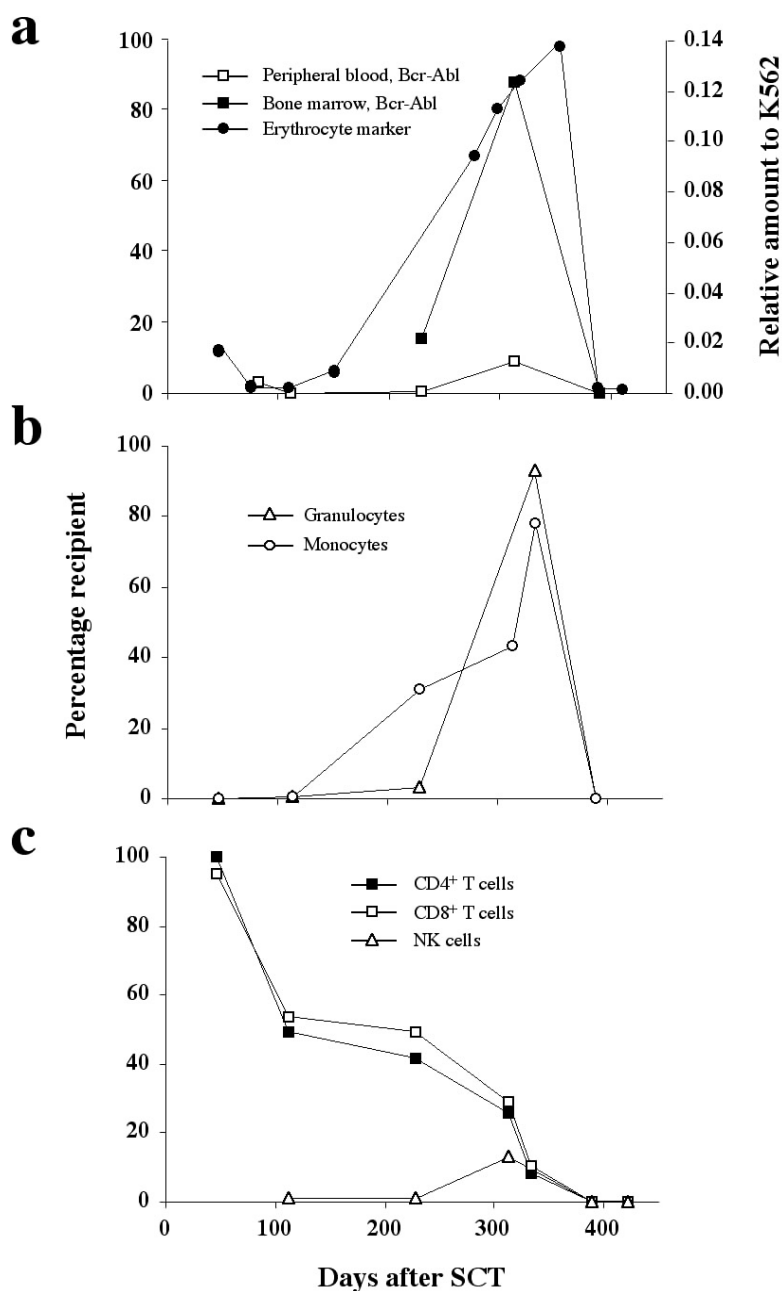 a
100
80
60
40
20
0
Peripheral blood, Bcr-Abl
Bone marrow, Bcr-Abl
Erythrocyte marker
0.14
0.12
0.10
0.08
0.06
0.04
0.02
0.00
Relative amount to K562
b
100
80
60
40
20
0
Granulocytes
Monocytes
Percentage recipient
c
100
80
60
40
20
0
CD4+ T cells
CD8+ T cells
NK cells
0 100 200 300 400
Days after SCT